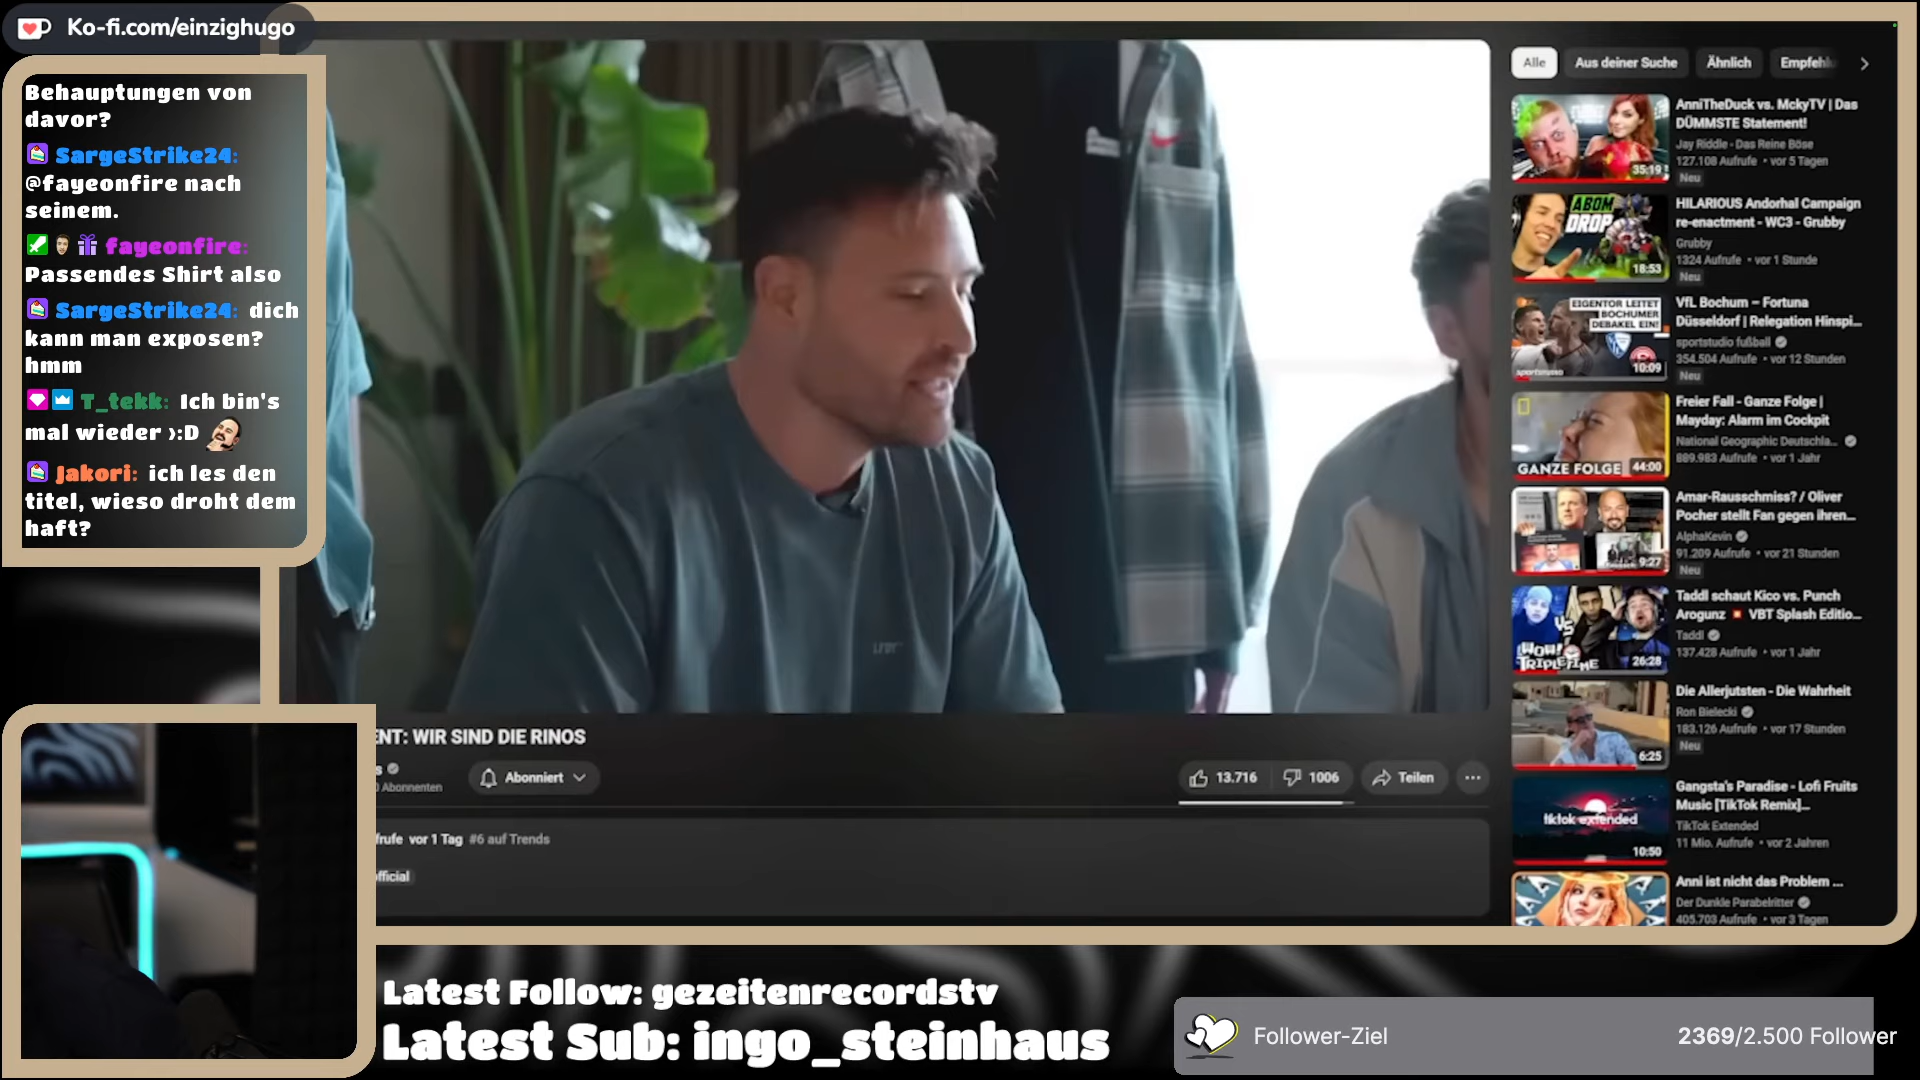 Ko-fi.com/einzighugo
Behauptungen von
davor?
SargeStrike24:
@fayeonfire nach
seinem.
fayeonfire:
Passendes Shirt also
SargeStrike24: dich
kann man exposen?
hmm
T_tekk: Ich bin's
mal wieder >:D
Jakori: ich les den
titel, wieso droht dem
haft?
ENT: WIR SIND DIE RINOS
Abonnenten
Abonniert
13.716
1006
Teilen
vor 1 Tag #6 auf Trends
Alle
Aus deiner Suche
Ähnlich
AnniTheDuck vs. MckyTV | Das
DÜMMSTE Statement!
Jay Riddle - Das Reine Böse
127.108 Aufrufe • vor 5 Tagen
Neu
35:19
ABOM
DROP
18:53
HILARIOUS Andorhal Campaign
re-enactment - WC3 - Grubby
Grubby
1324 Aufrufe • vor 1 Stunde
Neu
EIGENTOR LEITET
BOCHUMER
DEBAKEL EIN!
sportstudio
10:09
VfL Bochum – Fortuna
Düsseldorf | Relegation Hinspi...
sportstudio fußball
354.504 Aufrufe • vor 12 Stunden
Neu
GANZE FOLGE
44:00
Freier Fall - Ganze Folge |
Mayday: Alarm im Cockpit
National Geographic Deutschla...
889.983 Aufrufe • vor 1 Jahr
9:27
Amar-Rausschmiss? / Oliver
Pocher stellt Fan gegen ihren...
AlphaKevin
91.209 Aufrufe • vor 21 Stunden
Neu
VS
WOW!
TRIPLETIME
26:28
Taddl schaut Kico vs. Punch
Arogunz VBT Splash Editio...
Taddl
137.428 Aufrufe • vor 1 Jahr
6:25
Die Allerjutsten - Die Wahrheit
Ron Bielecki
183.126 Aufrufe • vor 17 Stunden
Neu
tiktok extended
10:50
Gangsta's Paradise - Lofi Fruits
Music [TikTok Remix]...
TikTok Extended
11 Mio. Aufrufe • vor 2 Jahren
Anni ist nicht das Problem ...
Der Dunkle Parabelritter
405.703 Aufrufe • vor 3 Tagen
Latest Follow: gezeitenrecordstv
Latest Sub: ingo_steinhaus
Follower-Ziel
2369/2.500 Follower